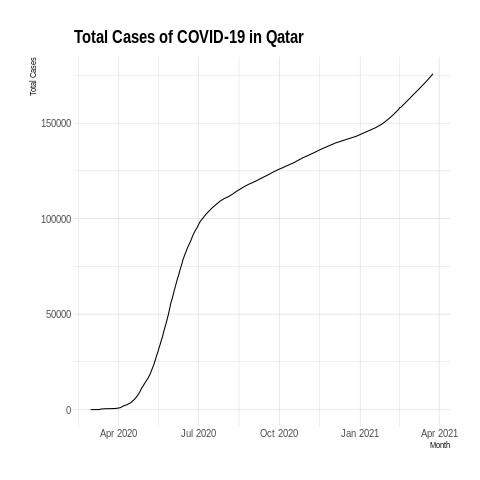 Total Cases of COVID-19 in Qatar
Total Cases
150000
100000
50000
0
Apr 2020 Jul 2020 Oct 2020 Jan 2021 Apr 2021
Month